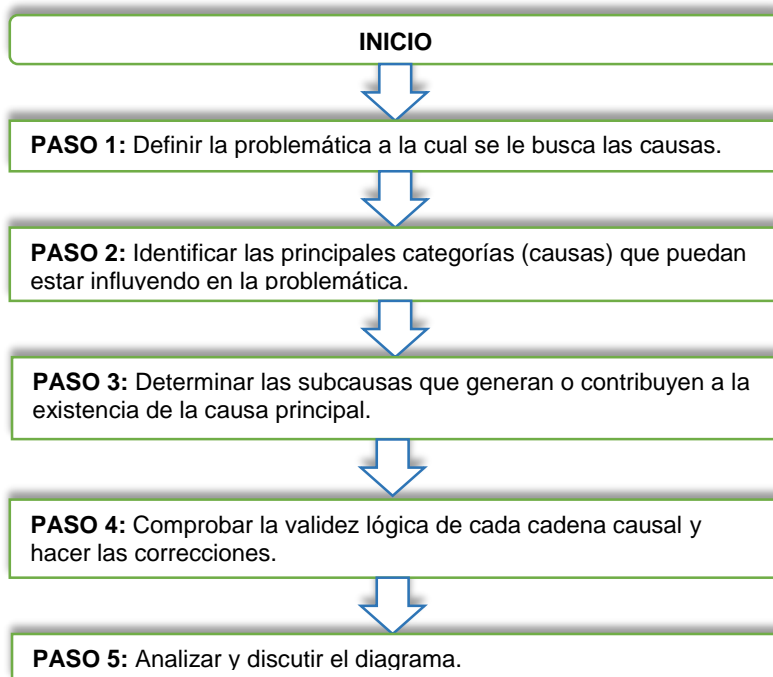 INICIO
PASO 1: Definir la problemática a la cual se le busca las causas.
PASO 2: Identificar las principales categorías (causas) que puedan
estar influyendo en la problemática.
PASO 3: Determinar las subcausas que generan o contribuyen a la
existencia de la causa principal.
PASO 4: Comprobar la validez lógica de cada cadena causal y
hacer las correcciones.
PASO 5: Analizar y discutir el diagrama.